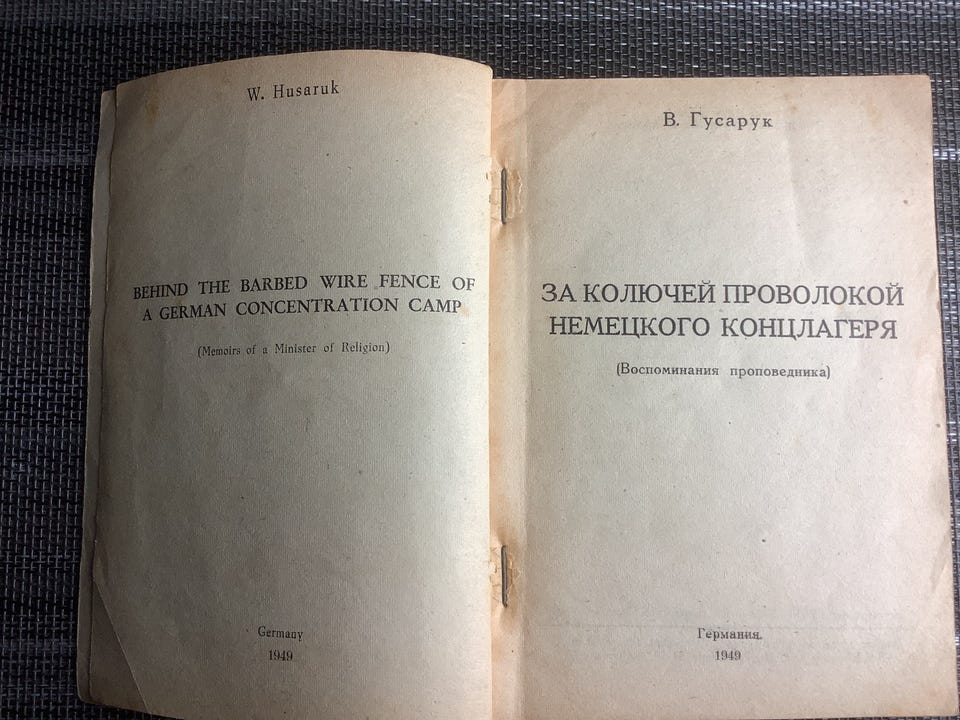 W. Husaruk
BEHIND THE BARBED WIRE FENCE OF
A GERMAN CONCENTRATION CAMP
(Memoirs of a Minister of Religion)
Germany
1949
В. Гусарук
ЗА КОЛЮЧЕЙ ПРОВОЛОКОЙ
НЕМЕЦКОГО КОНЦЛАГЕРЯ
(Воспоминания проповедника)
Германия.
1949